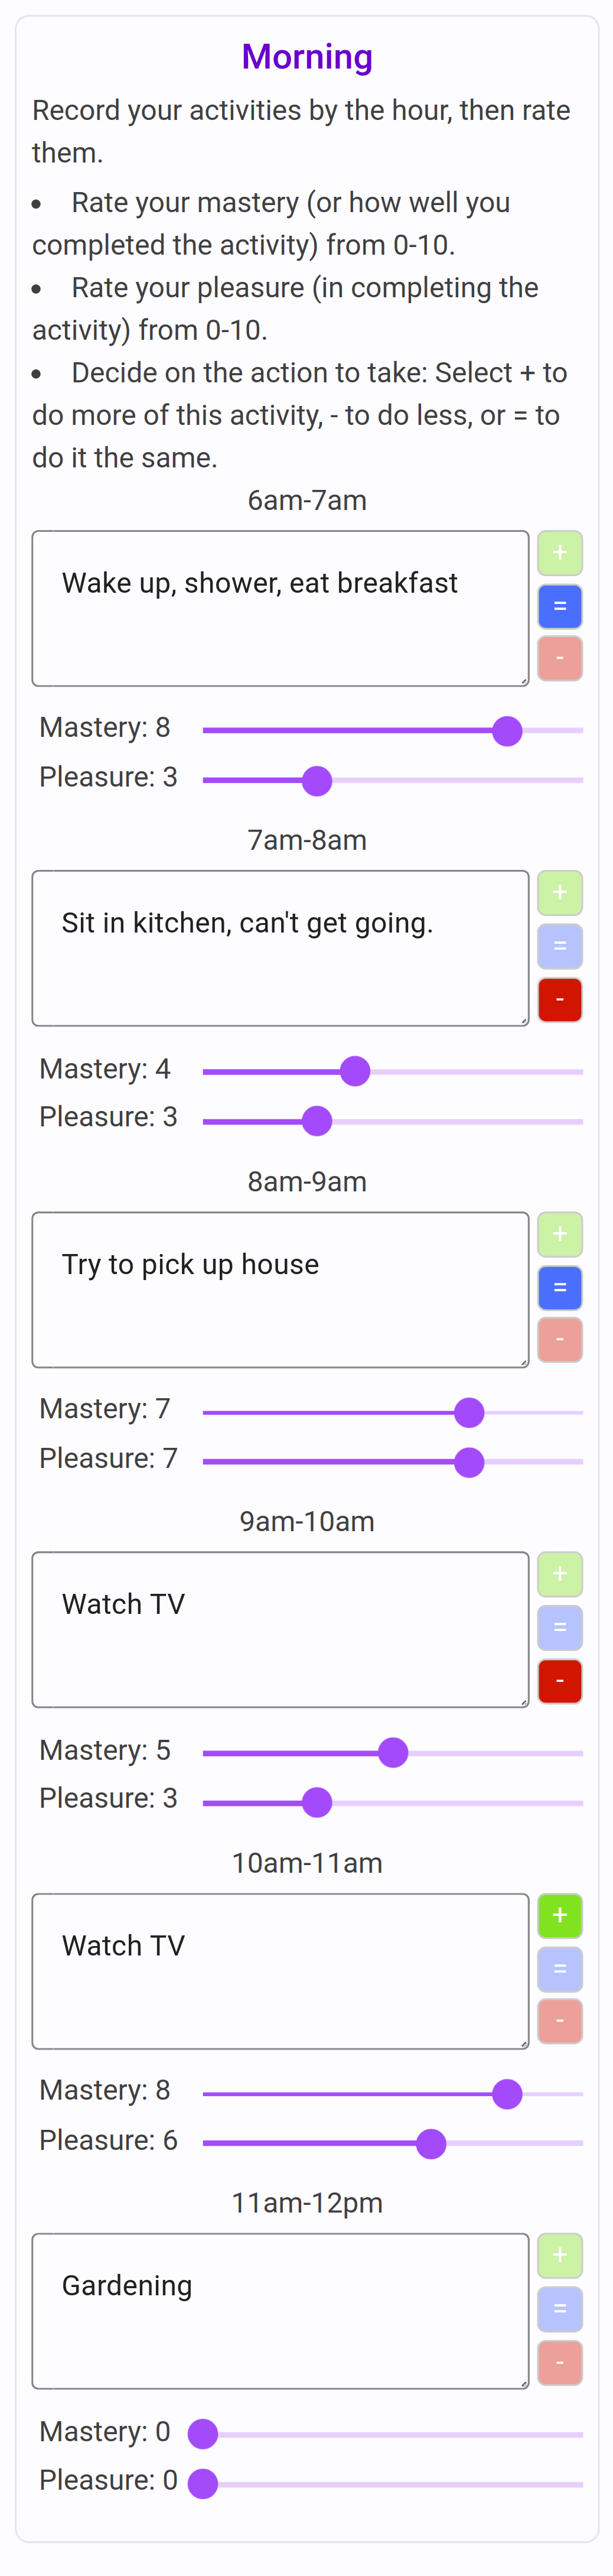 Morning
Record your activities by the hour, then rate
them.
• Rate your mastery (or how well you
completed the activity) from 0-10.
• Rate your pleasure (in completing the
activity) from 0-10.
• Decide on the action to take: Select + to
do more of this activity, - to do less, or = to
do it the same.
6am-7am
Wake up, shower, eat breakfast
+
=
-
Mastery: 8
Pleasure: 3
7am-8am
Sit in kitchen, can't get going.
+
=
-
Mastery: 4
Pleasure: 3
8am-9am
Try to pick up house
+
=
-
Mastery: 7
Pleasure: 7
9am-10am
Watch TV
+
=
-
Mastery: 5
Pleasure: 3
10am-11am
Watch TV
+
=
-
Mastery: 8
Pleasure: 6
11am-12pm
Gardening
+
=
-
Mastery: 0
Pleasure: 0